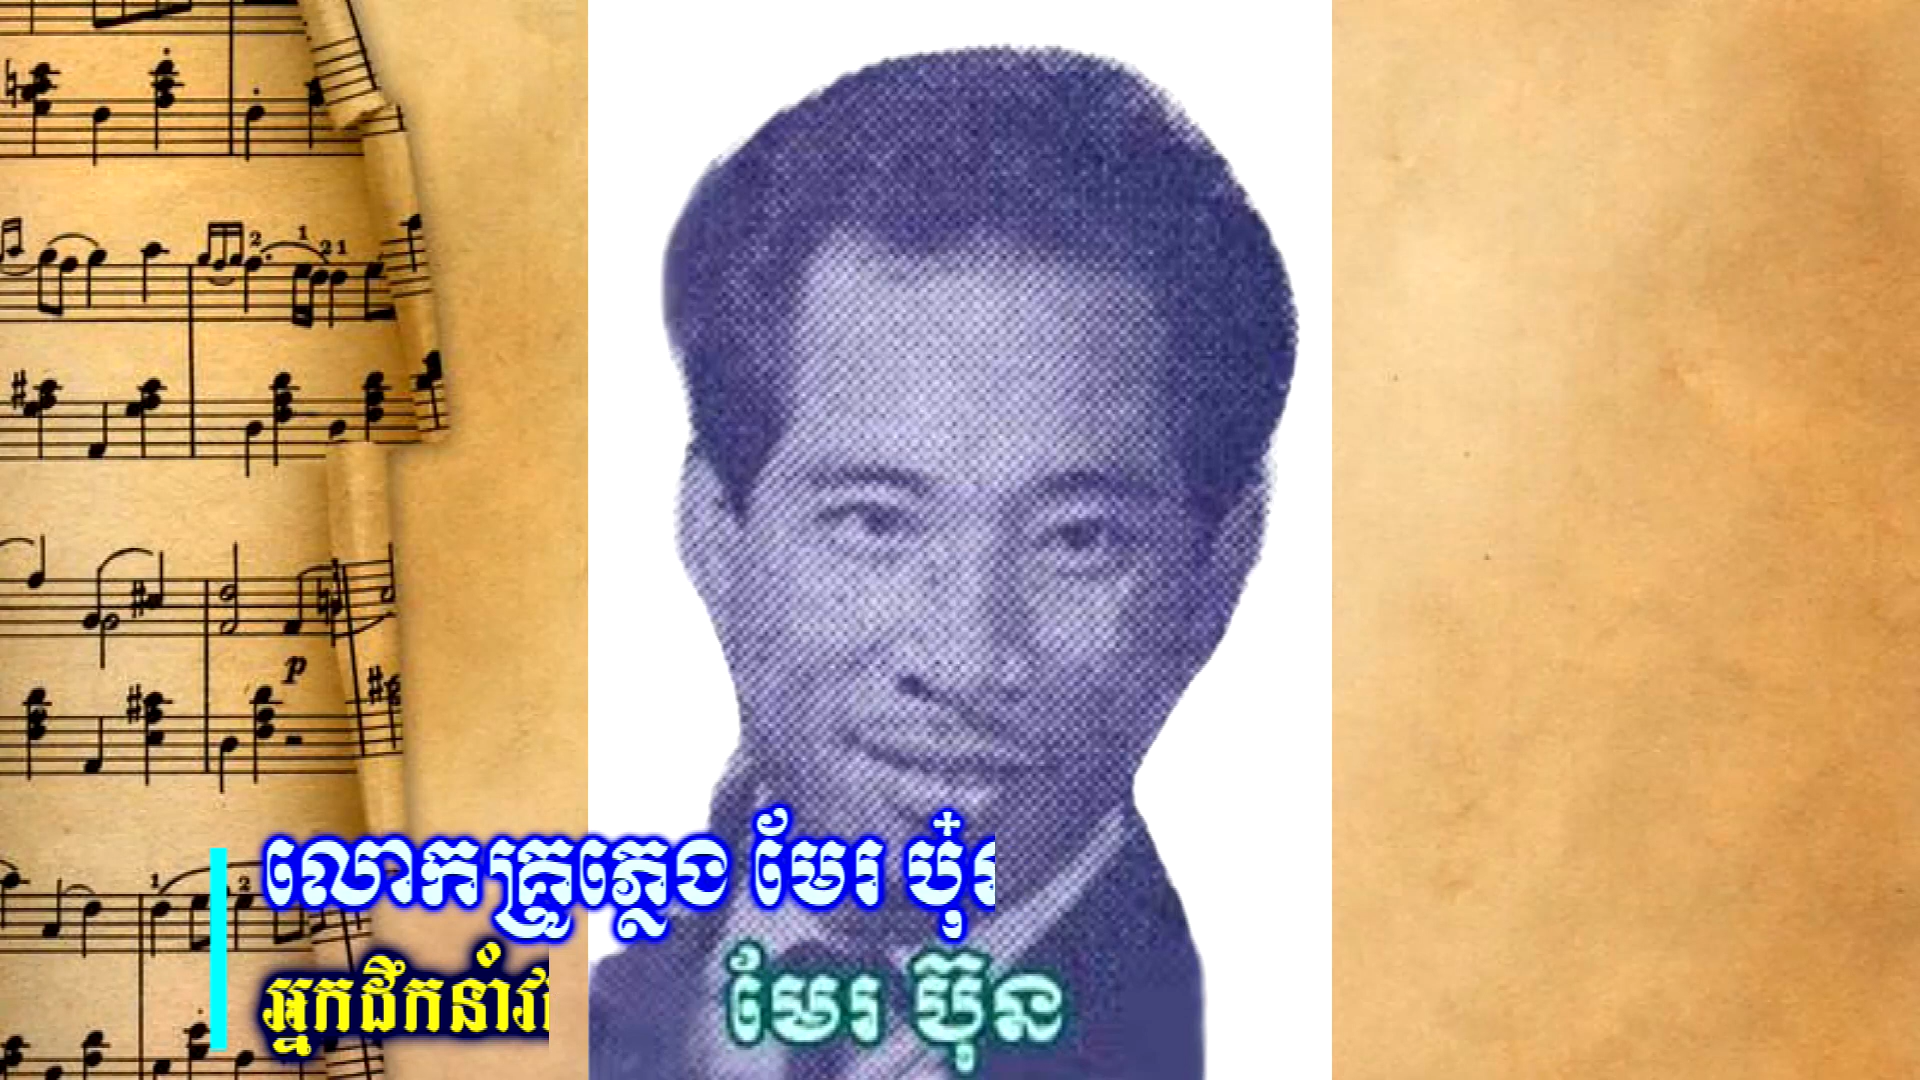 លោកគ្រូភ្លេង មែរ ប៊ុន
អ្នកដឹកនាំ
មែរ ប៊ុន